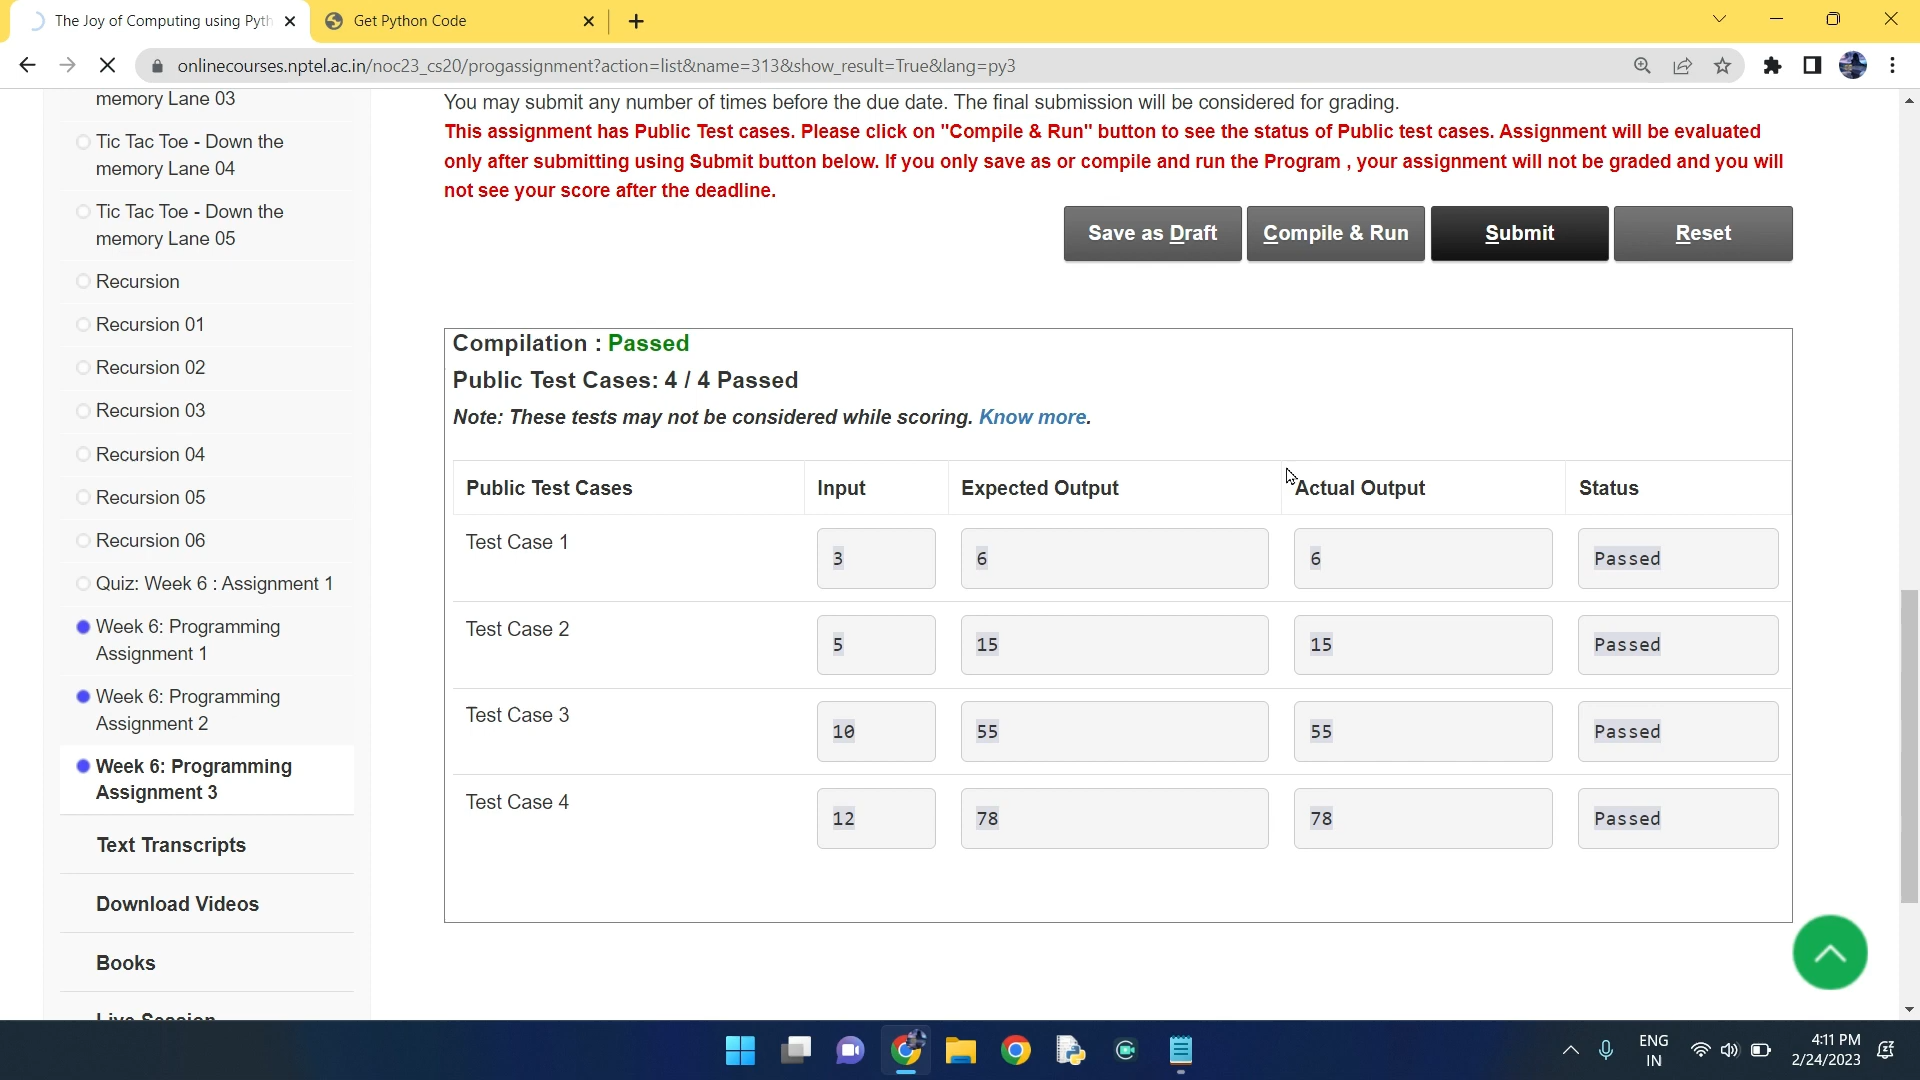 The Joy of Computing using Pyth
Get Python Code
onlinecourses.nptel.ac.in/noc23_cs20/progassignment?action=list&name=313&show_result=True&lang=py3
memory Lane 03
Tic Tac Toe - Down the
memory Lane 04
Tic Tac Toe - Down the
memory Lane 05
Recursion
Recursion 01
Recursion 02
Recursion 03
Recursion 04
Recursion 05
Recursion 06
Quiz: Week 6 : Assignment 1
Week 6: Programming
Assignment 1
Week 6: Programming
Assignment 2
Week 6: Programming
Assignment 3
Text Transcripts
Download Videos
Books
Live Session
You may submit any number of times before the due date. The final submission will be considered for grading.
This assignment has Public Test cases. Please click on "Compile & Run" button to see the status of Public test cases. Assignment will be evaluated
only after submitting using Submit button below. If you only save as or compile and run the Program , your assignment will not be graded and you will
not see your score after the deadline.
Save as Draft Compile & Run Submit Reset
Compilation : Passed
Public Test Cases: 4 / 4 Passed
Note: These tests may not be considered while scoring. Know more.
Public Test Cases Input Expected Output Actual Output Status
Test Case 1 3 6 6 Passed
Test Case 2 5 15 15 Passed
Test Case 3 10 55 55 Passed
Test Case 4 12 78 78 Passed
ENG
IN
4:11 PM
2/24/2023